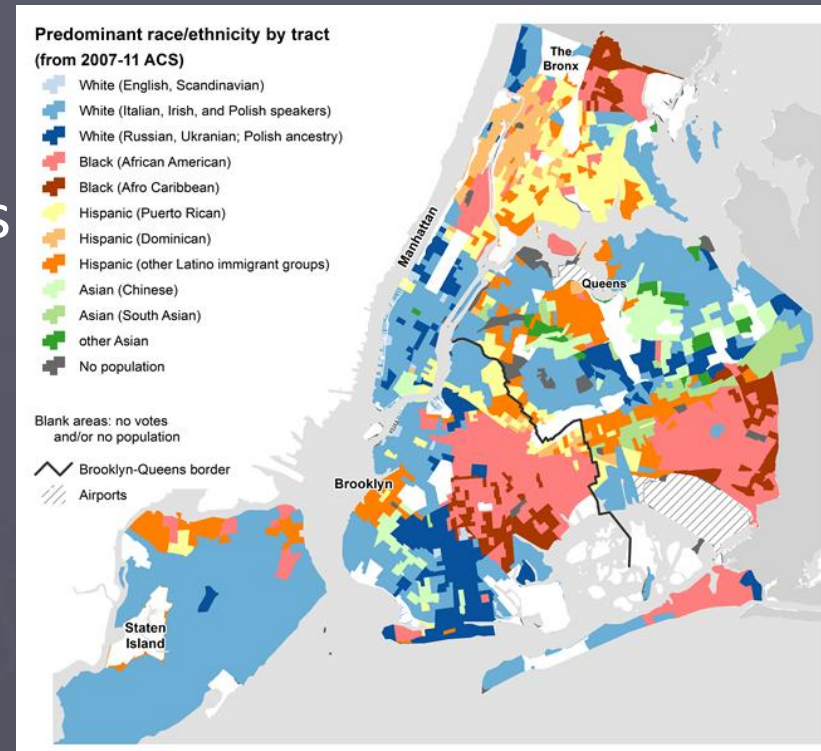 s
Predominant race/ethnicity by tract
(from 2007-11 ACS)
White (English, Scandinavian)
White (Italian, Irish, and Polish speakers)
White (Russian, Ukranian; Polish ancestry)
Black (African American)
Black (Afro Caribbean)
Hispanic (Puerto Rican)
Hispanic (Dominican)
Hispanic (other Latino immigrant groups)
Asian (Chinese)
Asian (South Asian)
other Asian
No population
Blank areas: no votes
and/or no population
Brooklyn-Queens border
Airports
The
Bronx
Manhattan
Queens
Brooklyn
Staten
Island